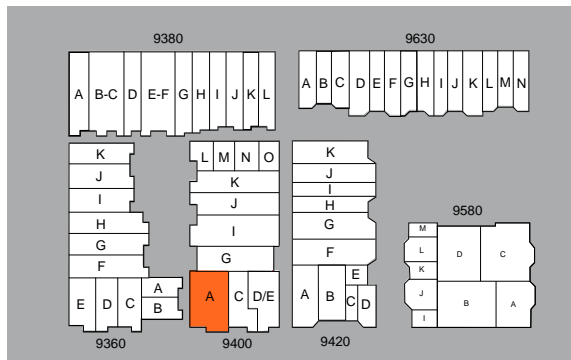 9380
A B-C D E-F G H I J K L
9630
A B C D E F G H I J K L M N
K
J
I
H
G
F
E D C
A
B
9360
L M N O
K
J
I
G
A C D/E
9400
K
J
I
H
G
F
E
A B C D
9420
9580
M
L
K
J
I
D C
B A